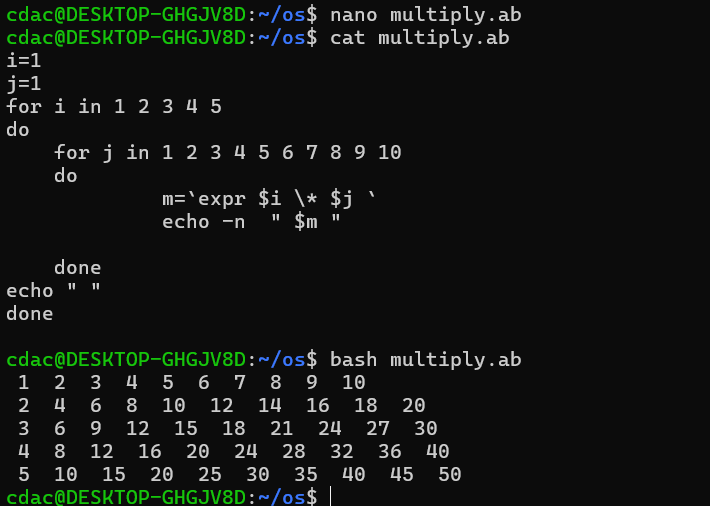 cdac@DESKTOP-GHGJV8D:~/os$ nano multiply.ab
cdac@DESKTOP-GHGJV8D:~/os$ cat multiply.ab
i=1
j=1
for i in 1 2 3 4 5
do
    for j in 1 2 3 4 5 6 7 8 9 10
    do
             m=`expr $i \* $j `
             echo -n  " $m "

    done
echo " "
done

cdac@DESKTOP-GHGJV8D:~/os$ bash multiply.ab
 1  2  3  4  5  6  7  8  9  10
 2  4  6  8  10  12  14  16  18  20
 3  6  9  12  15  18  21  24  27  30
 4  8  12  16  20  24  28  32  36  40
 5  10  15  20  25  30  35  40  45  50
cdac@DESKTOP-GHGJV8D:~/os$